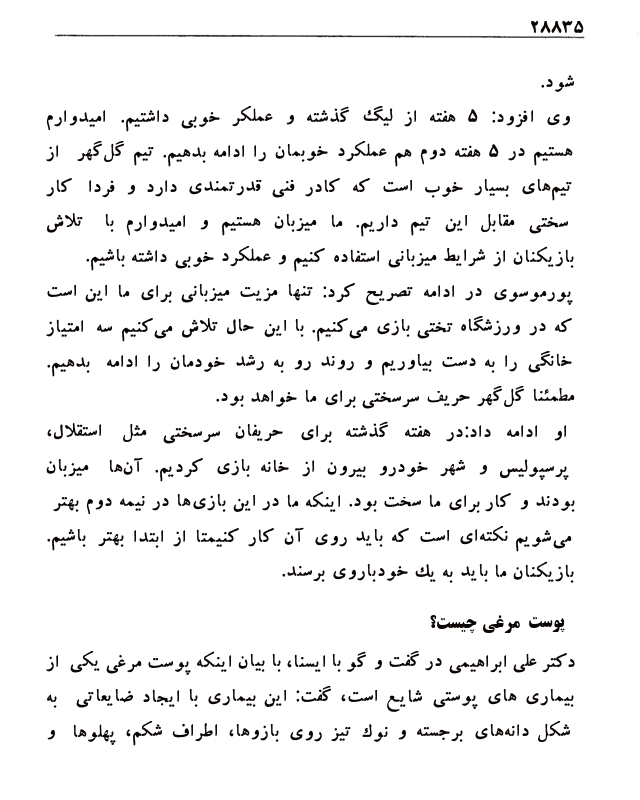 ۲۸۸۳۵
شود.
وی افزود: ۵ هفته از لیگ گذشته و عملکر خوبی داشتیم. امیدوارم
هستیم در ۵ هفته دوم هم عملکرد خوبمان را ادامه بدهیم. تیم گل‌گهر از
تیم‌های بسیار خوب است که کادر فنی قدرتمندی دارد و فردا کار
سختی مقابل این تیم داریم. ما میزبان هستیم و امیدوارم با تلاش
بازیکنان از شرایط میزبانی استفاده کنیم و عملکرد خوبی داشته باشیم.
پورموسوی در ادامه تصریح کرد: تنها مزیت میزبانی برای ما این است
که در ورزشگاه تختی بازی می‌کنیم. با این حال تلاش می‌کنیم سه امتیاز
خانگی را به دست بیاوریم و روند رو به رشد خودمان را ادامه بدهیم.
مطمئنا گل‌گهر حریف سرسختی برای ما خواهد بود.
او ادامه داد:در هفته گذشته برای حریفان سرسختی مثل استقلال،
پرسپولیس و شهر خودرو بیرون از خانه بازی کردیم. آن‌ها میزبان
بودند و کار برای ما سخت بود. اینکه ما در این بازی‌ها در نیمه دوم بهتر
می‌شویم نکته‌ای است که باید روی آن کار کنیمتا از ابتدا بهتر باشیم.
بازیکنان ما باید به یك خودباروی برسند.
پوست مرغی چیست؟
دکتر علی ابراهیمی در گفت و گو با ایسنا، با بیان اینکه پوست مرغی یکی از
بیماری های پوستی شایع است، گفت: این بیماری با ایجاد ضایعاتی به
شکل دانه‌های برجسته و نوك تیز روی بازوها، اطراف شکم، پهلوها و